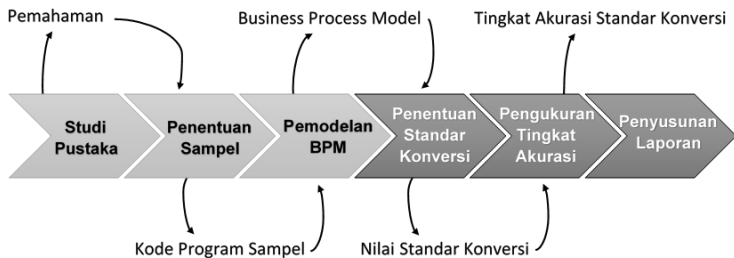 Pemahaman
Business Process Model
Tingkat Akurasi Standar Konversi
Studi
Pustaka
Penentuan
Sampel
Pemodelan
BPM
Penentuan
Standar
Konversi
Pengukuran
Tingkat
Akurasi
Penyusunan
Laporan
Kode Program Sampel
Nilai Standar Konversi